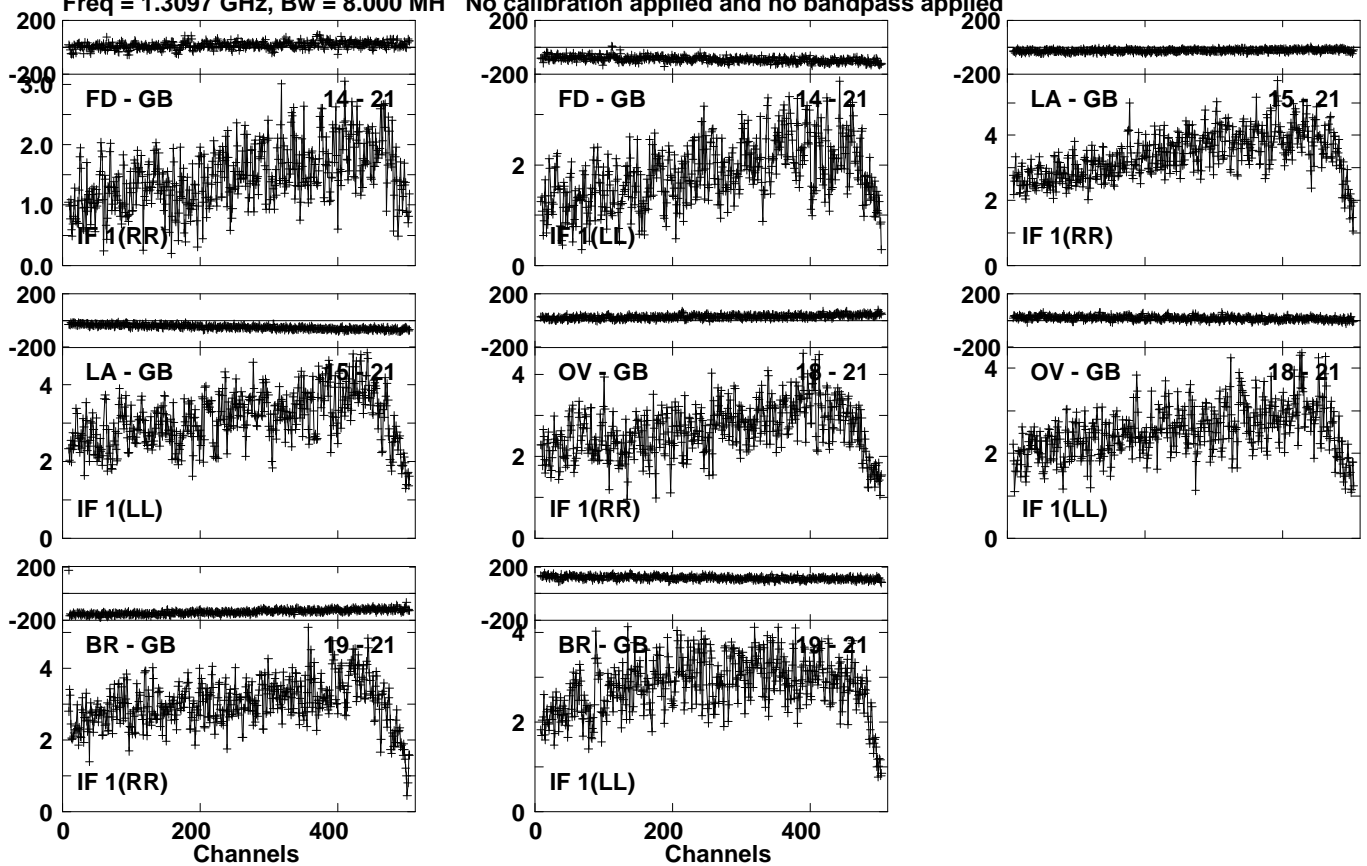 Freq = 1.3097 GHz, Bw = 8.000 MH No calibration applied and no bandpass applied
200
-200
3.0
2.0
1.0
0.0
FD - GB 14 - 21
IF 1(RR)
200
-200
2
0
FD - GB 14 - 21
IF 1(LL)
200
-200
4
2
0
LA - GB 15 - 21
IF 1(RR)
200
-200
4
2
0
LA - GB 15 - 21
IF 1(LL)
200
-200
4
2
0
OV - GB 18 - 21
IF 1(RR)
200
-200
4
2
0
OV - GB 18 - 21
IF 1(LL)
200
-200
4
2
0
BR - GB 19 - 21
IF 1(RR)
0 200 400
Channels
200
-200
4
2
0
BR - GB 19 - 21
IF 1(LL)
0 200 400
Channels